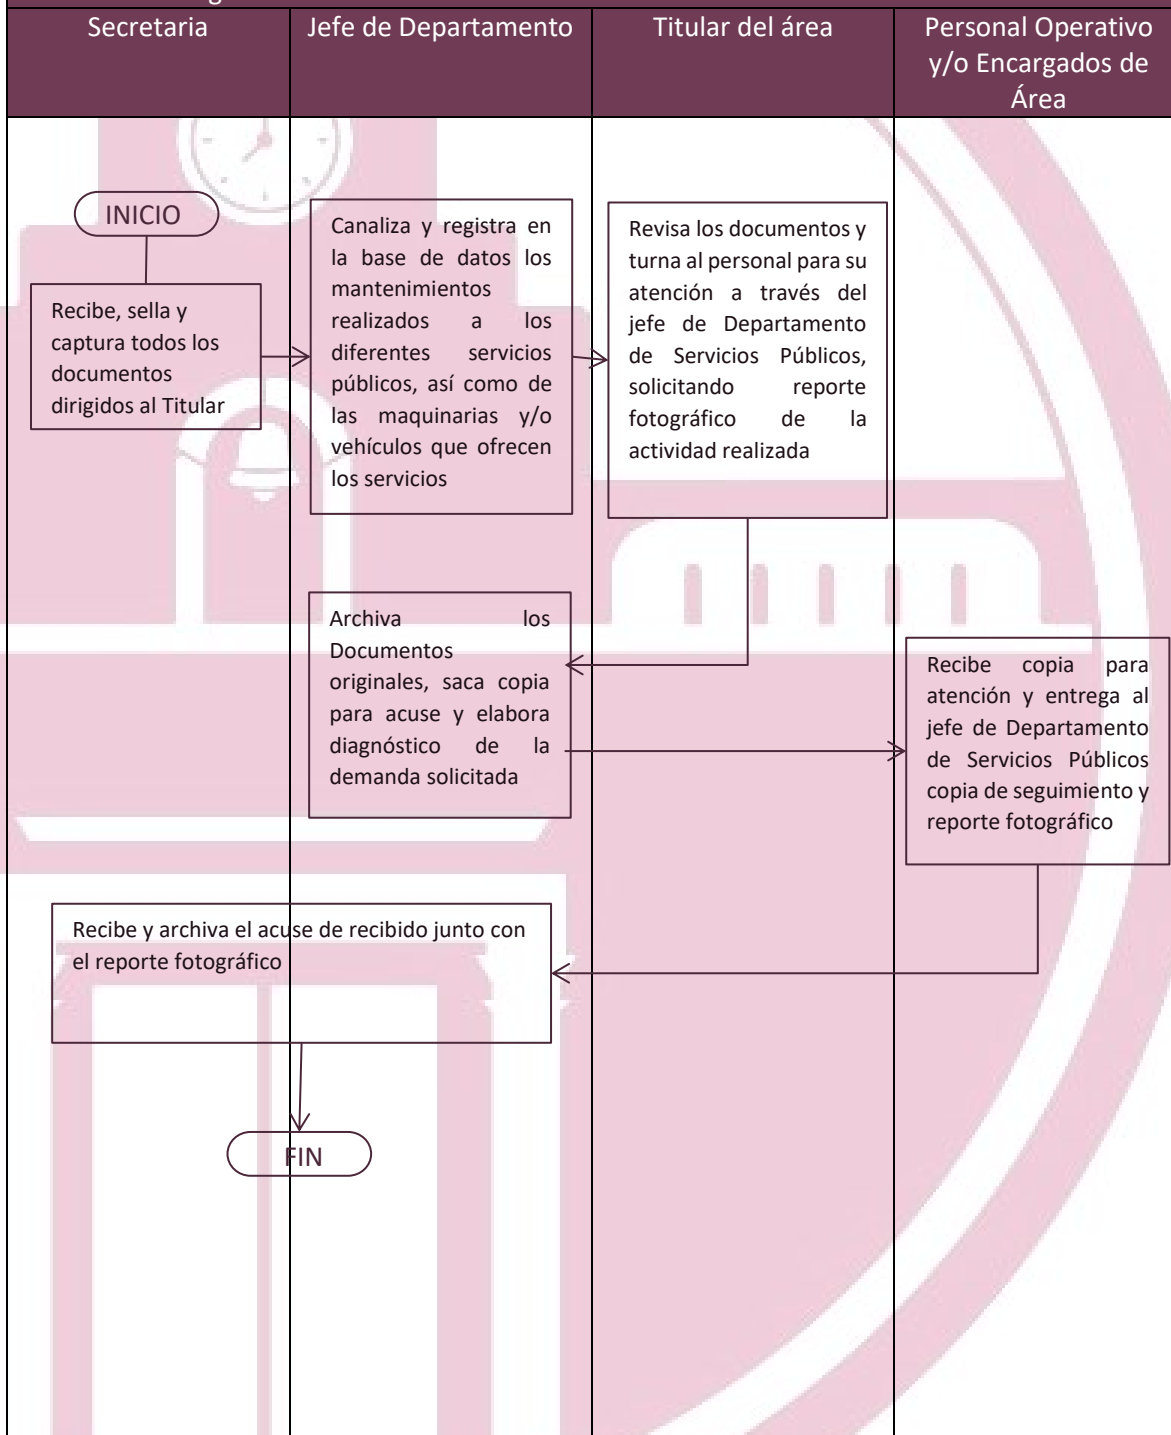 Secretaria
Jefe de Departamento
Titular del área
Personal Operativo
y/o Encargados de
Área
INICIO
Recibe, sella y
captura todos los
documentos
dirigidos al Titular
Canaliza y registra en
la base de datos los
mantenimientos
realizados a los
diferentes servicios
públicos, así como de
las maquinarias y/o
vehículos que ofrecen
los servicios
Revisa los documentos y
turna al personal para su
atención a través del
jefe de Departamento
de Servicios Públicos,
solicitando reporte
fotográfico de la
actividad realizada
Archiva los
Documentos
originales, saca copia
para acuse y elabora
diagnóstico de la
demanda solicitada
Recibe copia para
atención y entrega al
jefe de Departamento
de Servicios Públicos
copia de seguimiento y
reporte fotográfico
Recibe y archiva el acuse de recibido junto con
el reporte fotográfico
FIN